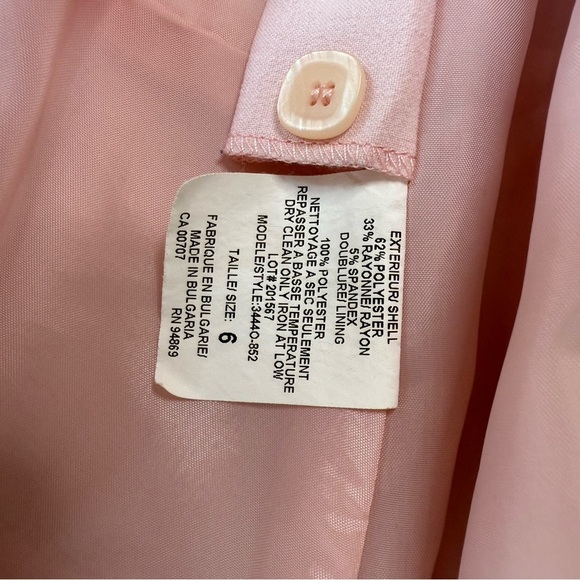 EXTERIEUR/ SHELL
62% POLYESTER
33% RAYONNE/ RAYON
5% SPANDEX
DOUBLURE/ LINING
100% POLYESTER
NETTOYAGE A SEC SEULEMENT
REPASSER A BASSE TEMPERATURE
DRY CLEAN ONLY IRON AT LOW
LOT# 201567
MODELE/STYLE:34440-852
TAILLE/ SIZE: 6
FABRIQUE EN BULGARIE/
MADE IN BULGARIA
CA 00707 RN 94869